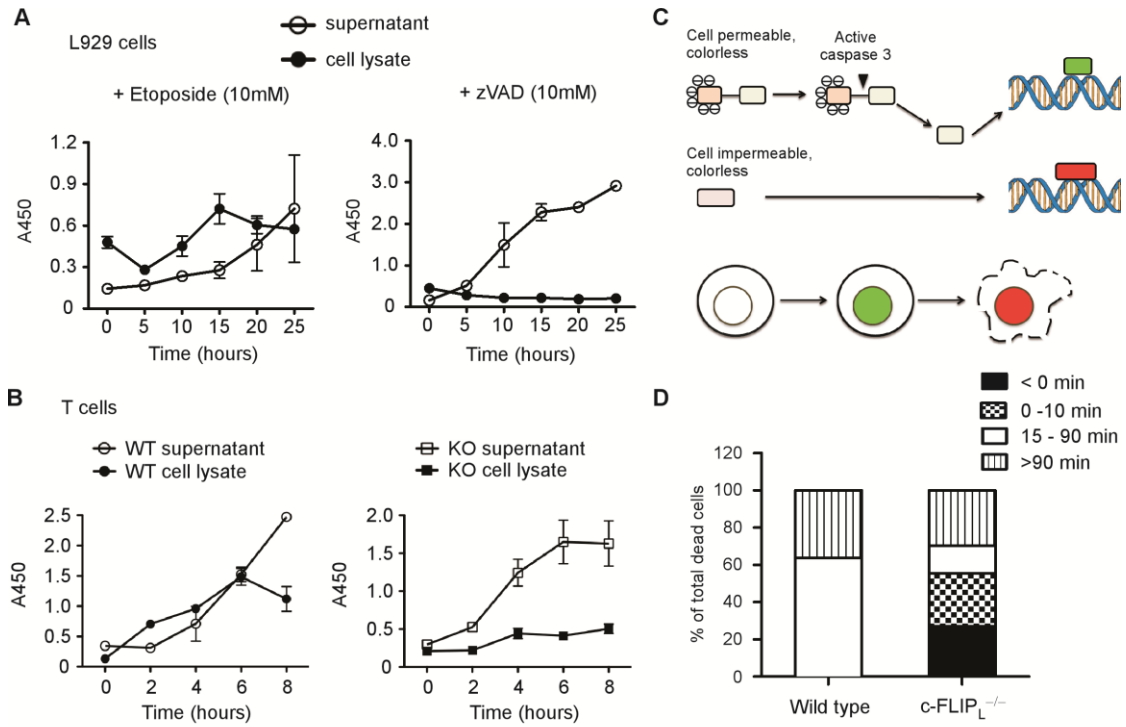 A
L929 cells
supernatant
cell lysate
+ Etoposide (10mM)
+ zVAD (10mM)
1.2
0.9
0.6
0.3
0
A450
0 5 10 15 20 25
Time (hours)
4.0
3.0
2.0
1.0
0.0
A450
0 5 10 15 20 25
Time (hours)
B
T cells
WT supernatant
WT cell lysate
KO supernatant
KO cell lysate
2.5
2.0
1.5
1.0
0.5
0
A450
0 2 4 6 8
Time (hours)
2.0
1.5
1.0
0.5
0
A450
0 2 4 6 8
Time (hours)
C
Cell permeable,
colorless
Active
caspase 3
Cell impermeable,
colorless
D
< 0 min
0 -10 min
15 - 90 min
>90 min
120
100
80
60
40
20
0
% of total dead cells
Wild type
c-FLIPL−/−